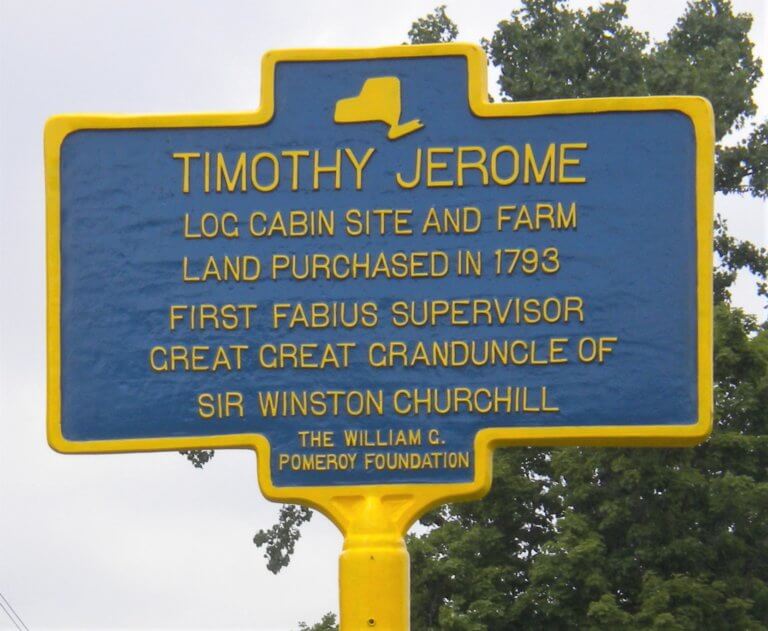 TIMOTHY JEROME
LOG CABIN SITE AND FARM
LAND PURCHASED IN 1793
FIRST FABIUS SUPERVISOR
GREAT GREAT GRANDUNCLE OF
SIR WINSTON CHURCHILL
THE WILLIAM G.
POMEROY FOUNDATION